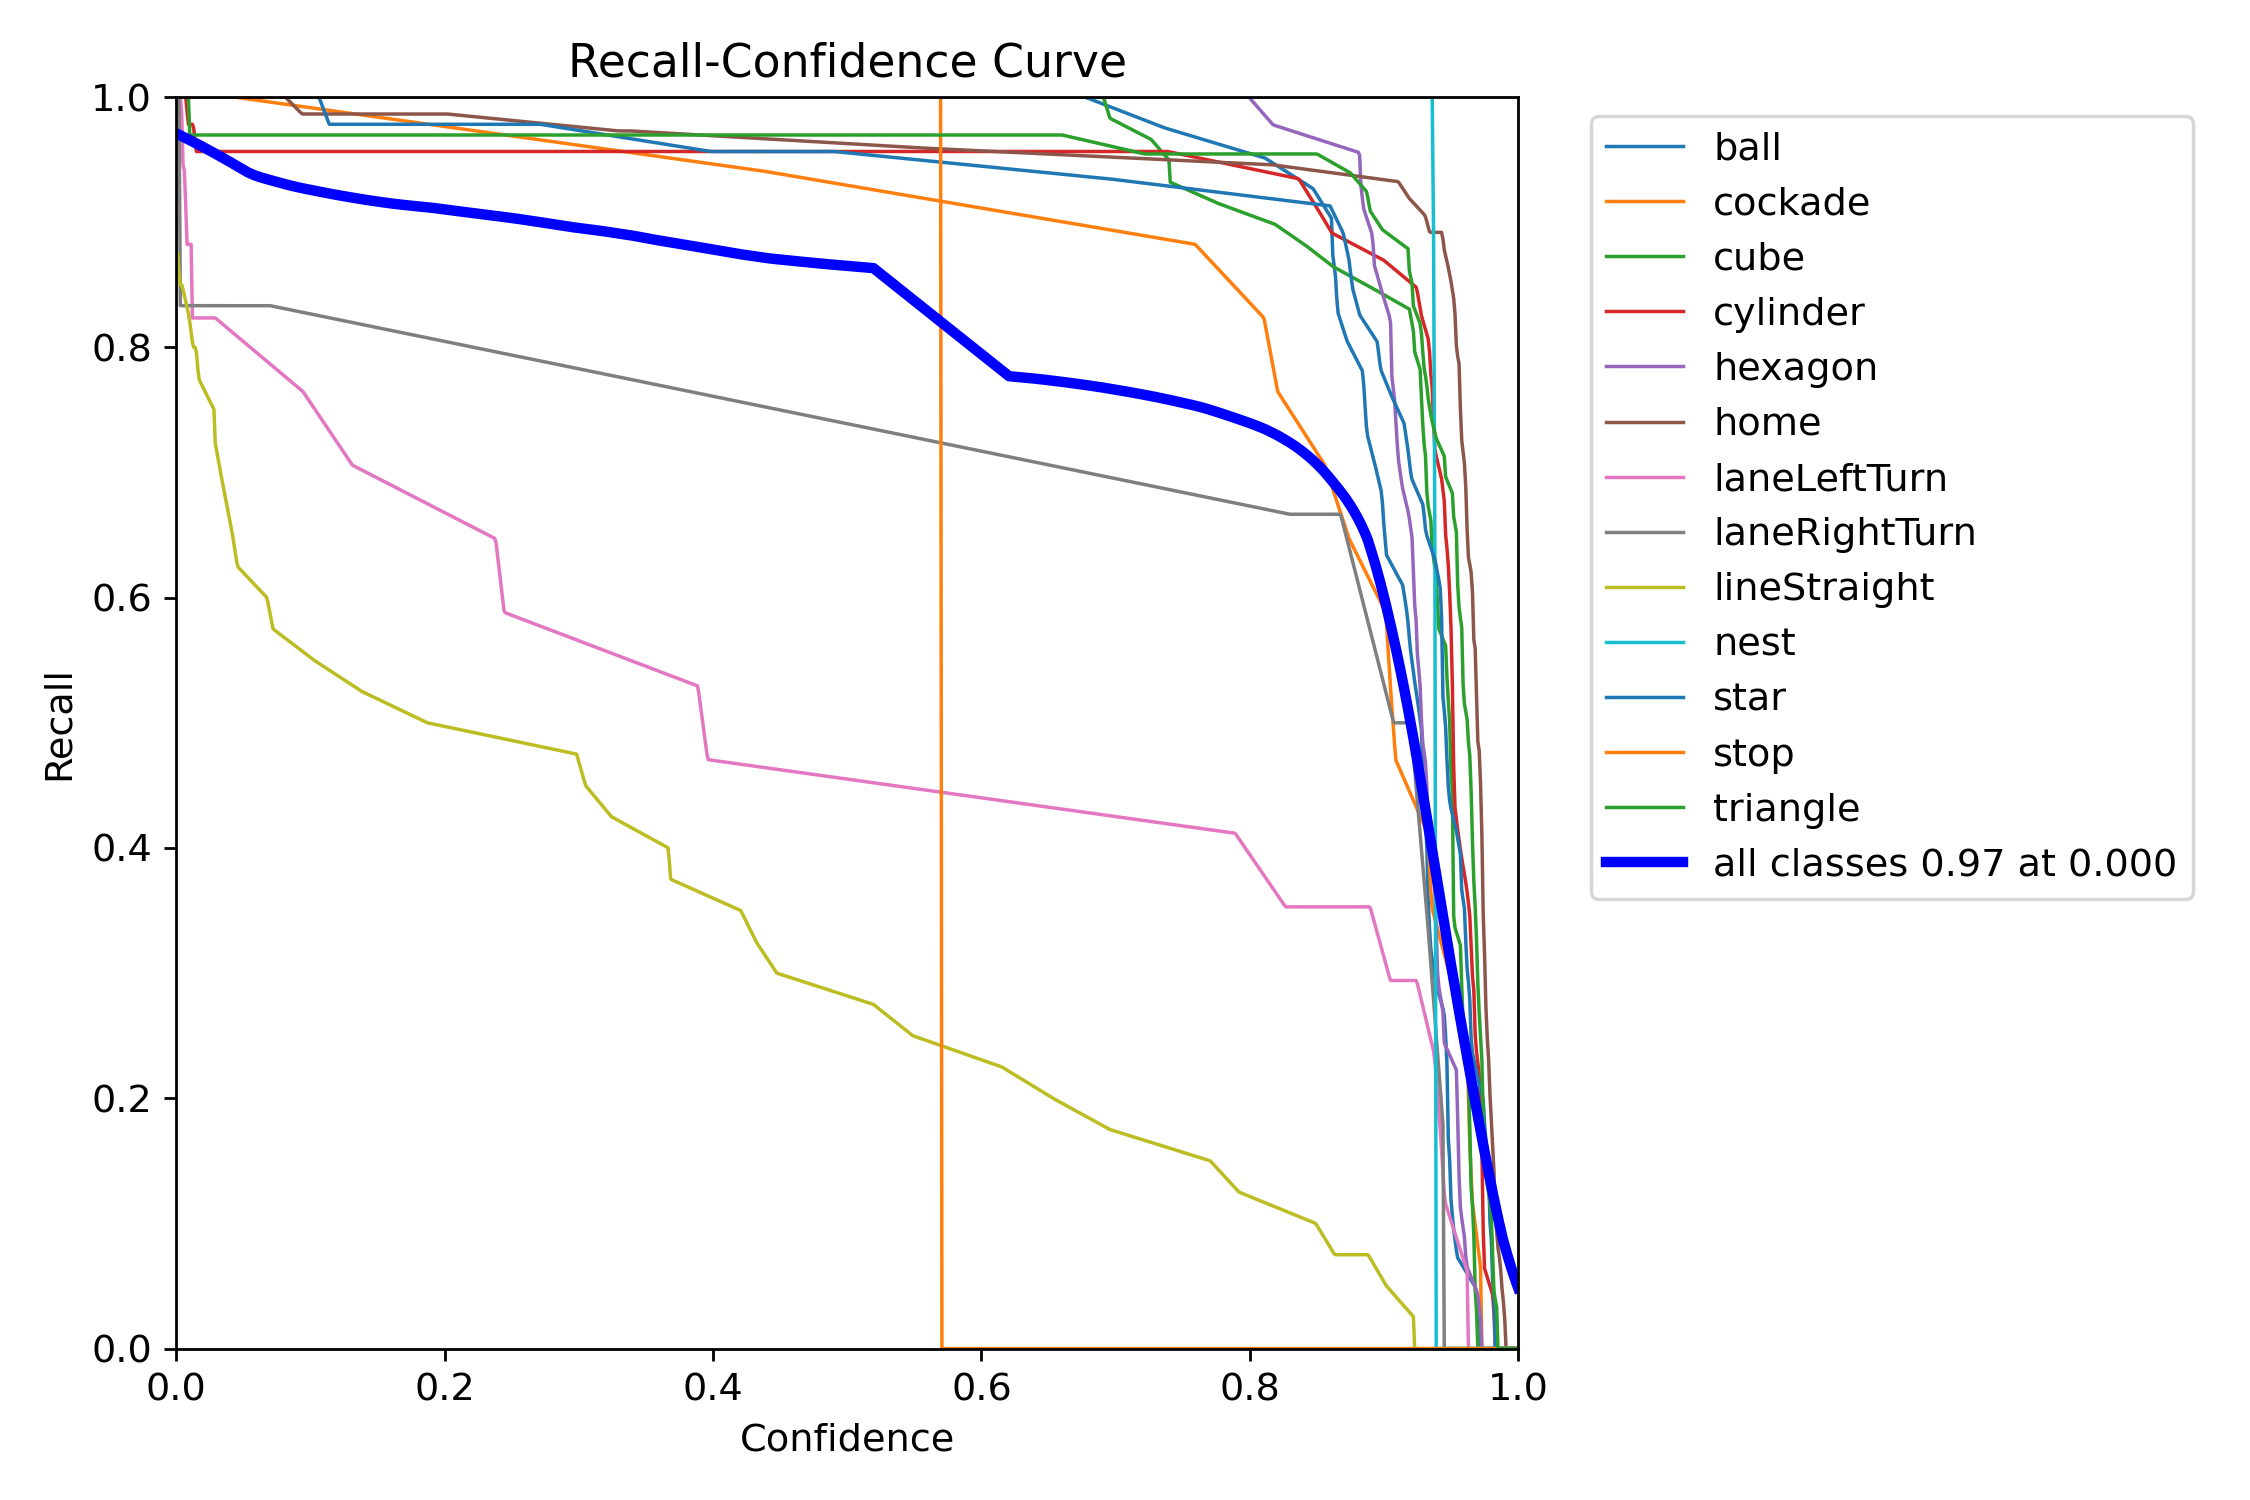 Recall-Confidence Curve
1.0
0.8
0.6
0.4
0.2
0.0
Recall
0.0 0.2 0.4 0.6 0.8 1.0
Confidence
ball
cockade
cube
cylinder
hexagon
home
laneLeftTurn
laneRightTurn
lineStraight
nest
star
stop
triangle
all classes 0.97 at 0.000